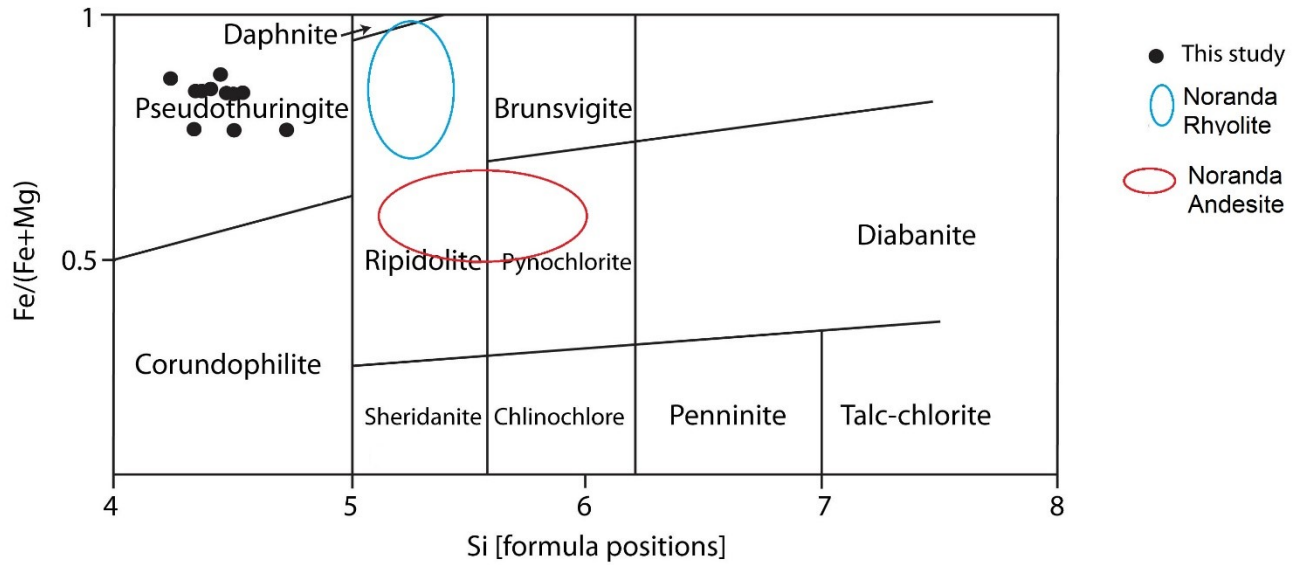 1
Daphnite
This study
Pseudothuringite
Brunsvigite
Noranda
Rhyolite
Noranda
Andesite
Fe/(Fe+Mg)
Diabanite
0.5
Ripidolite
Pynochlorite
Corundophilite
Sheridanite
Chlinochlore
Penninite
Talc-chlorite
4
5
6
7
8
Si [formula positions]